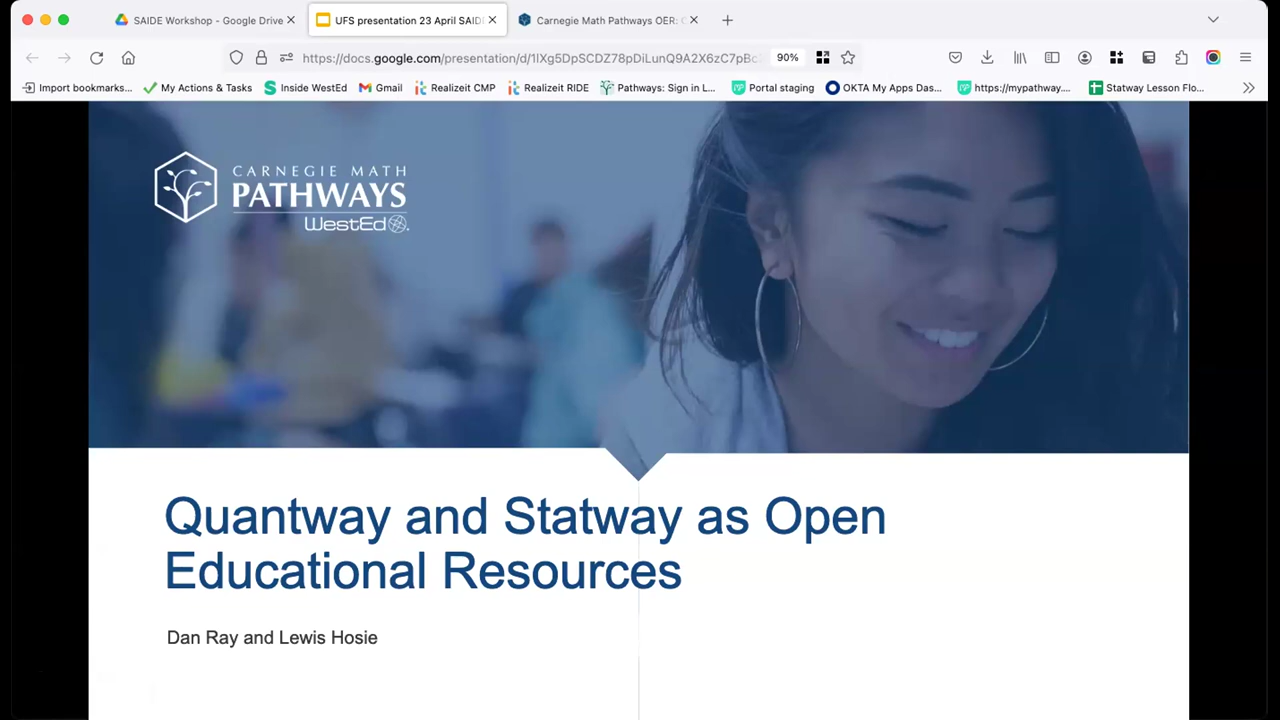 SAIDE Workshop - Google Drive
UFS presentation 23 April SAID
Carnegie Math Pathways OER:
https://docs.google.com/presentation/d/1IXg5DpSCDZ78pDiLunQ9A2X6zC7pBc
90%
Import bookmarks...
My Actions & Tasks
Inside WestEd
Gmail
Realizeit CMP
Realizeit RIDE
Pathways: Sign in L...
Portal staging
OKTA My Apps Das...
https://mypathway....
Statway Lesson Flo...
CARNEGIE MATH
PATHWAYS
WestEd
Quantway and Statway as Open
Educational Resources
Dan Ray and Lewis Hosie